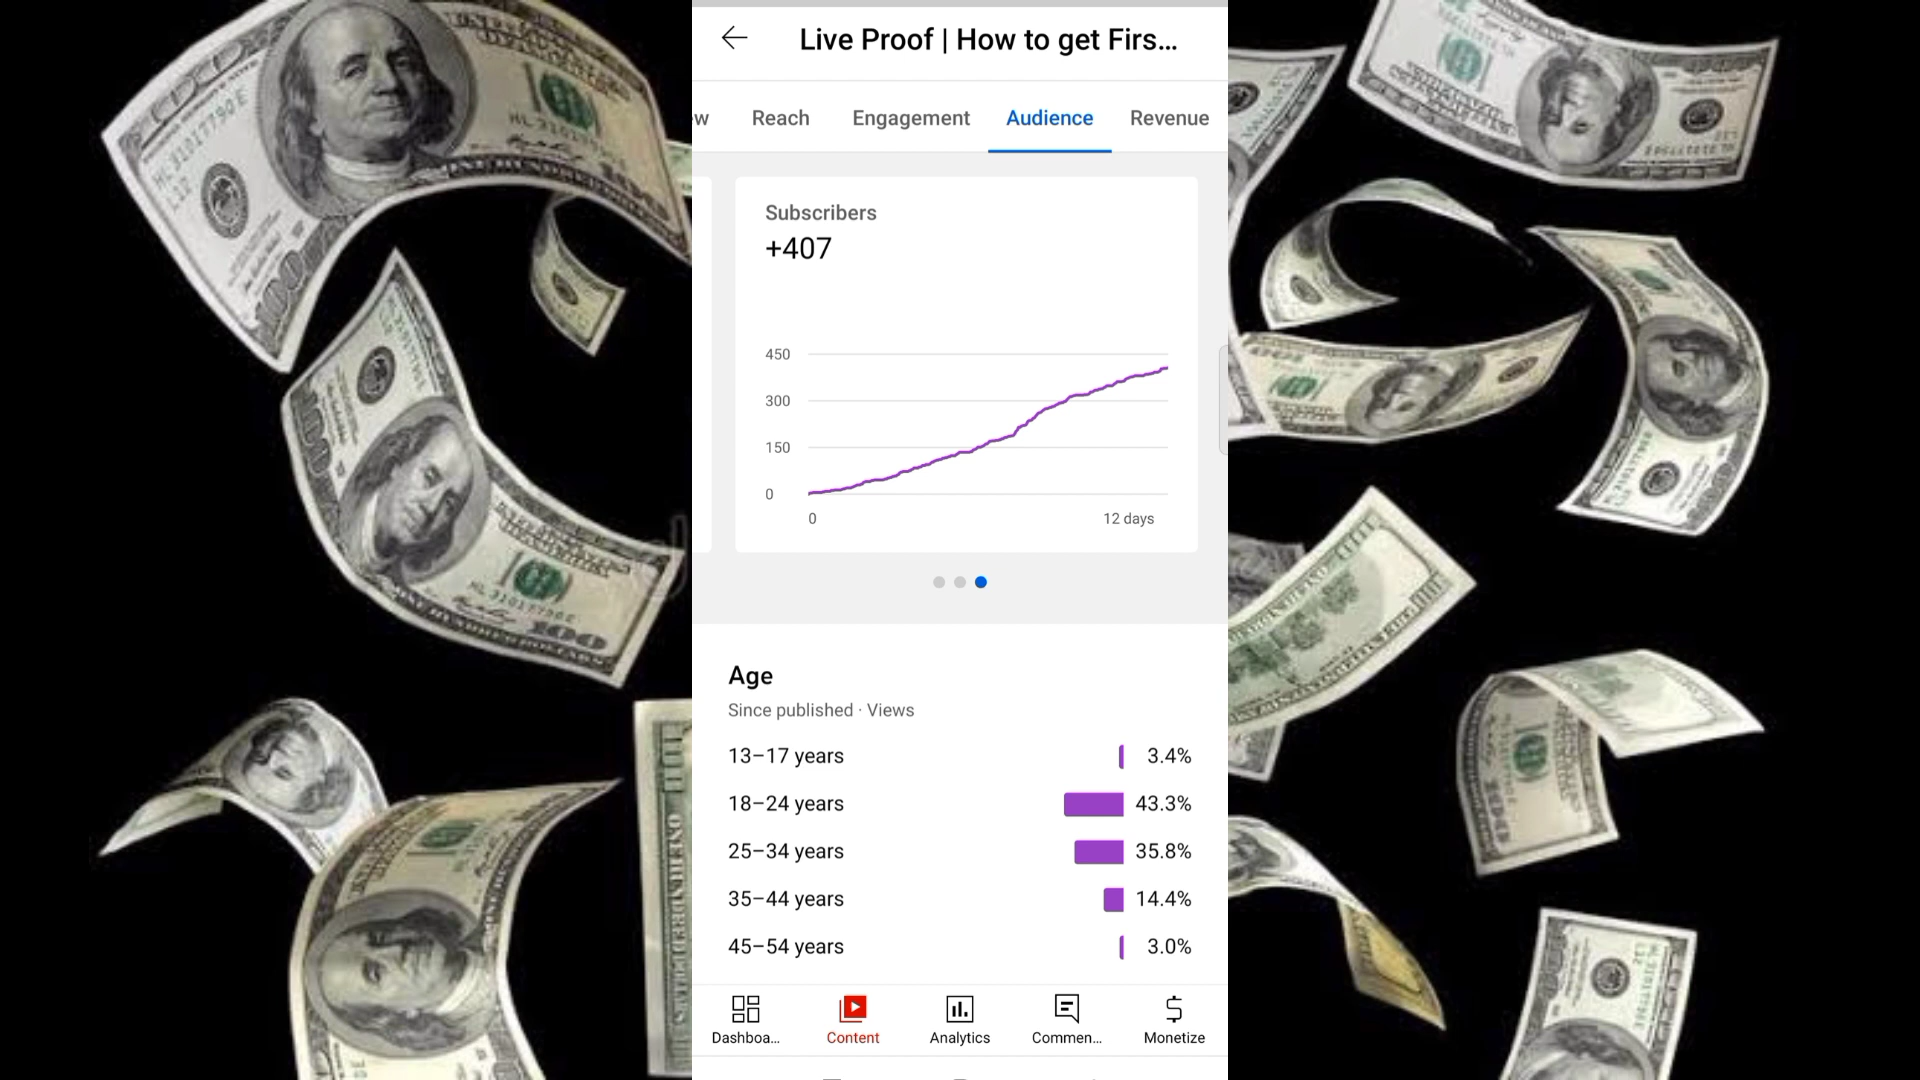 Live Proof | How to get Firs...
w
Reach
Engagement
Audience
Revenue
Subscribers
+407
450
300
150
0
0
12 days
Age
Since published · Views
13–17 years
3.4%
18–24 years
43.3%
25–34 years
35.8%
35–44 years
14.4%
45–54 years
3.0%
Dashboa...
Content
Analytics
Commen...
Monetize